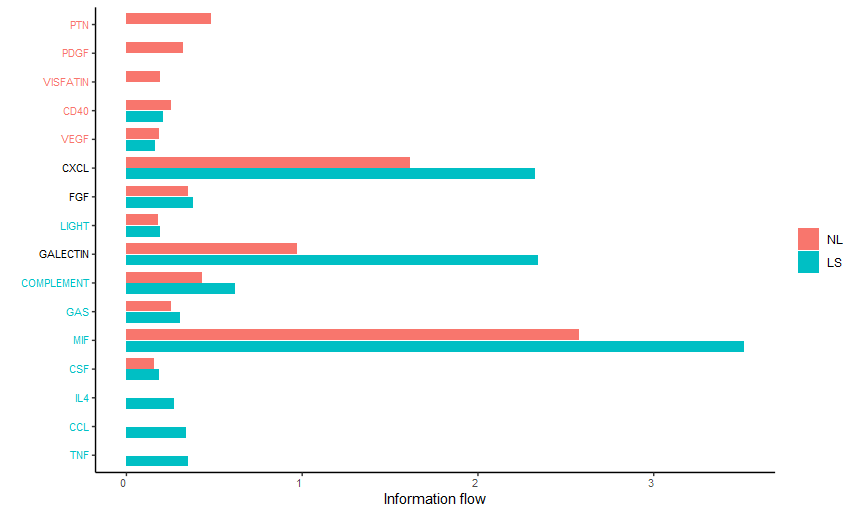 PTN
PDGF
VISFATIN
CD40
VEGF
CXCL
FGF
LIGHT
GALECTIN
COMPLEMENT
GAS
MIF
CSF
IL4
CCL
TNF
0 1 2 3
Information flow
NL
LS